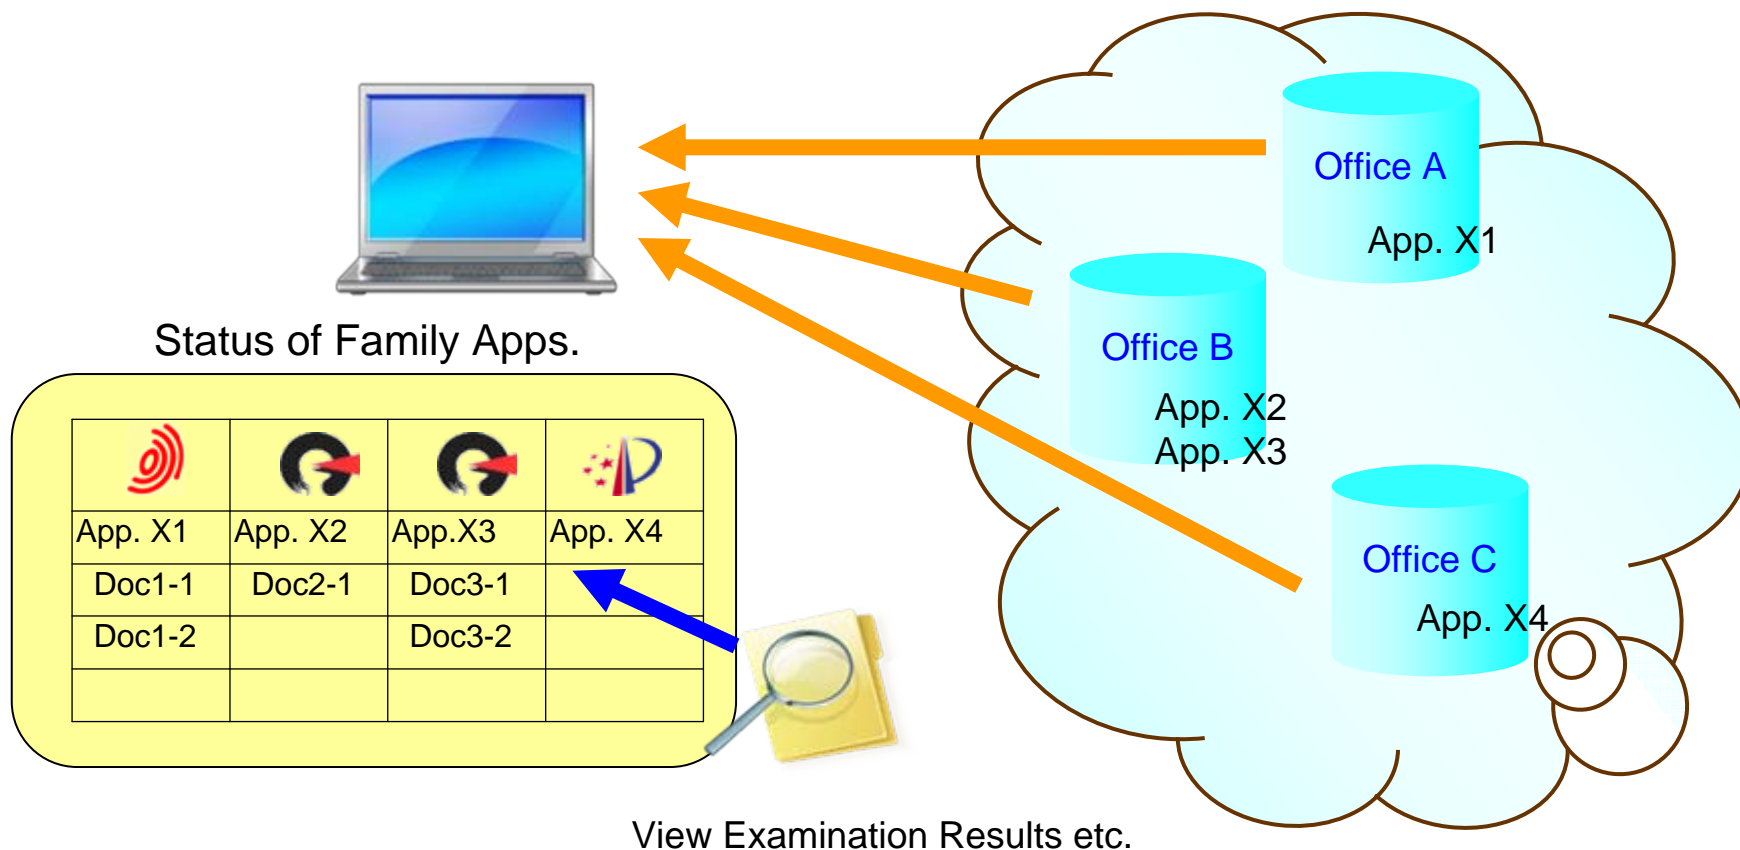 Office A
App. X1
Office B
App. X2
App. X3
Office C
App. X4
Status of Family Apps.
App. X1 App. X2 App.X3 App. X4
Doc1-1 Doc2-1 Doc3-1
Doc1-2 Doc3-2
View Examination Results etc.